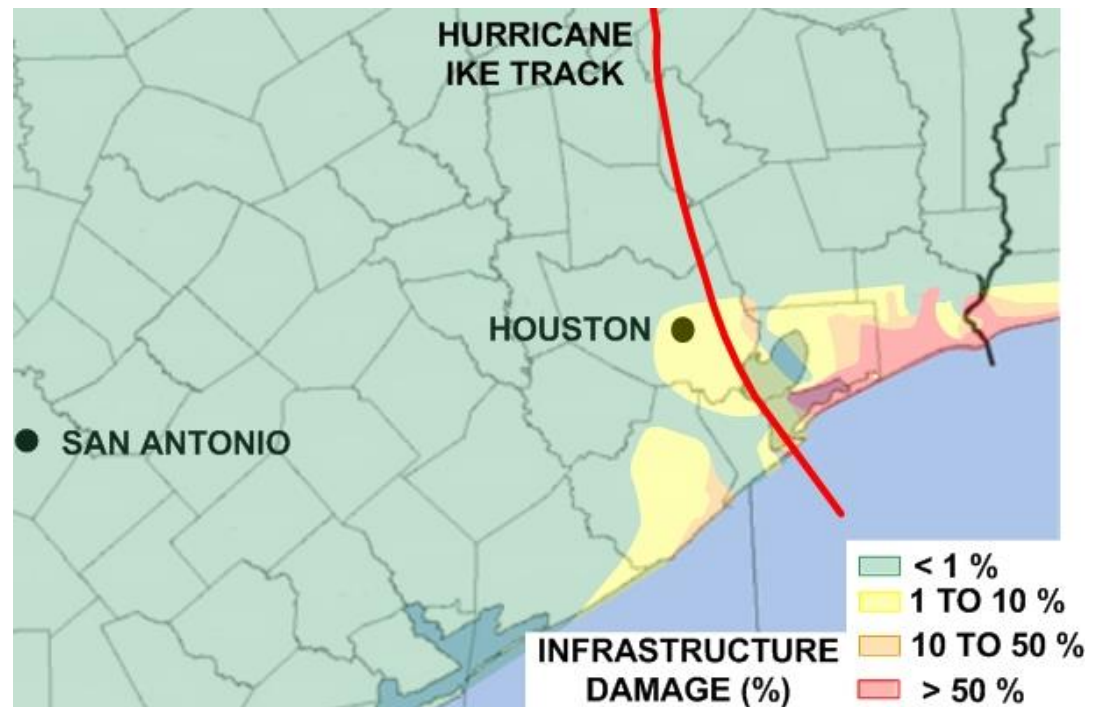 HURRICANE
IKE TRACK
HOUSTON
SAN ANTONIO
< 1 %
1 TO 10 %
INFRASTRUCTURE
DAMAGE (%)
10 TO 50 %
> 50 %